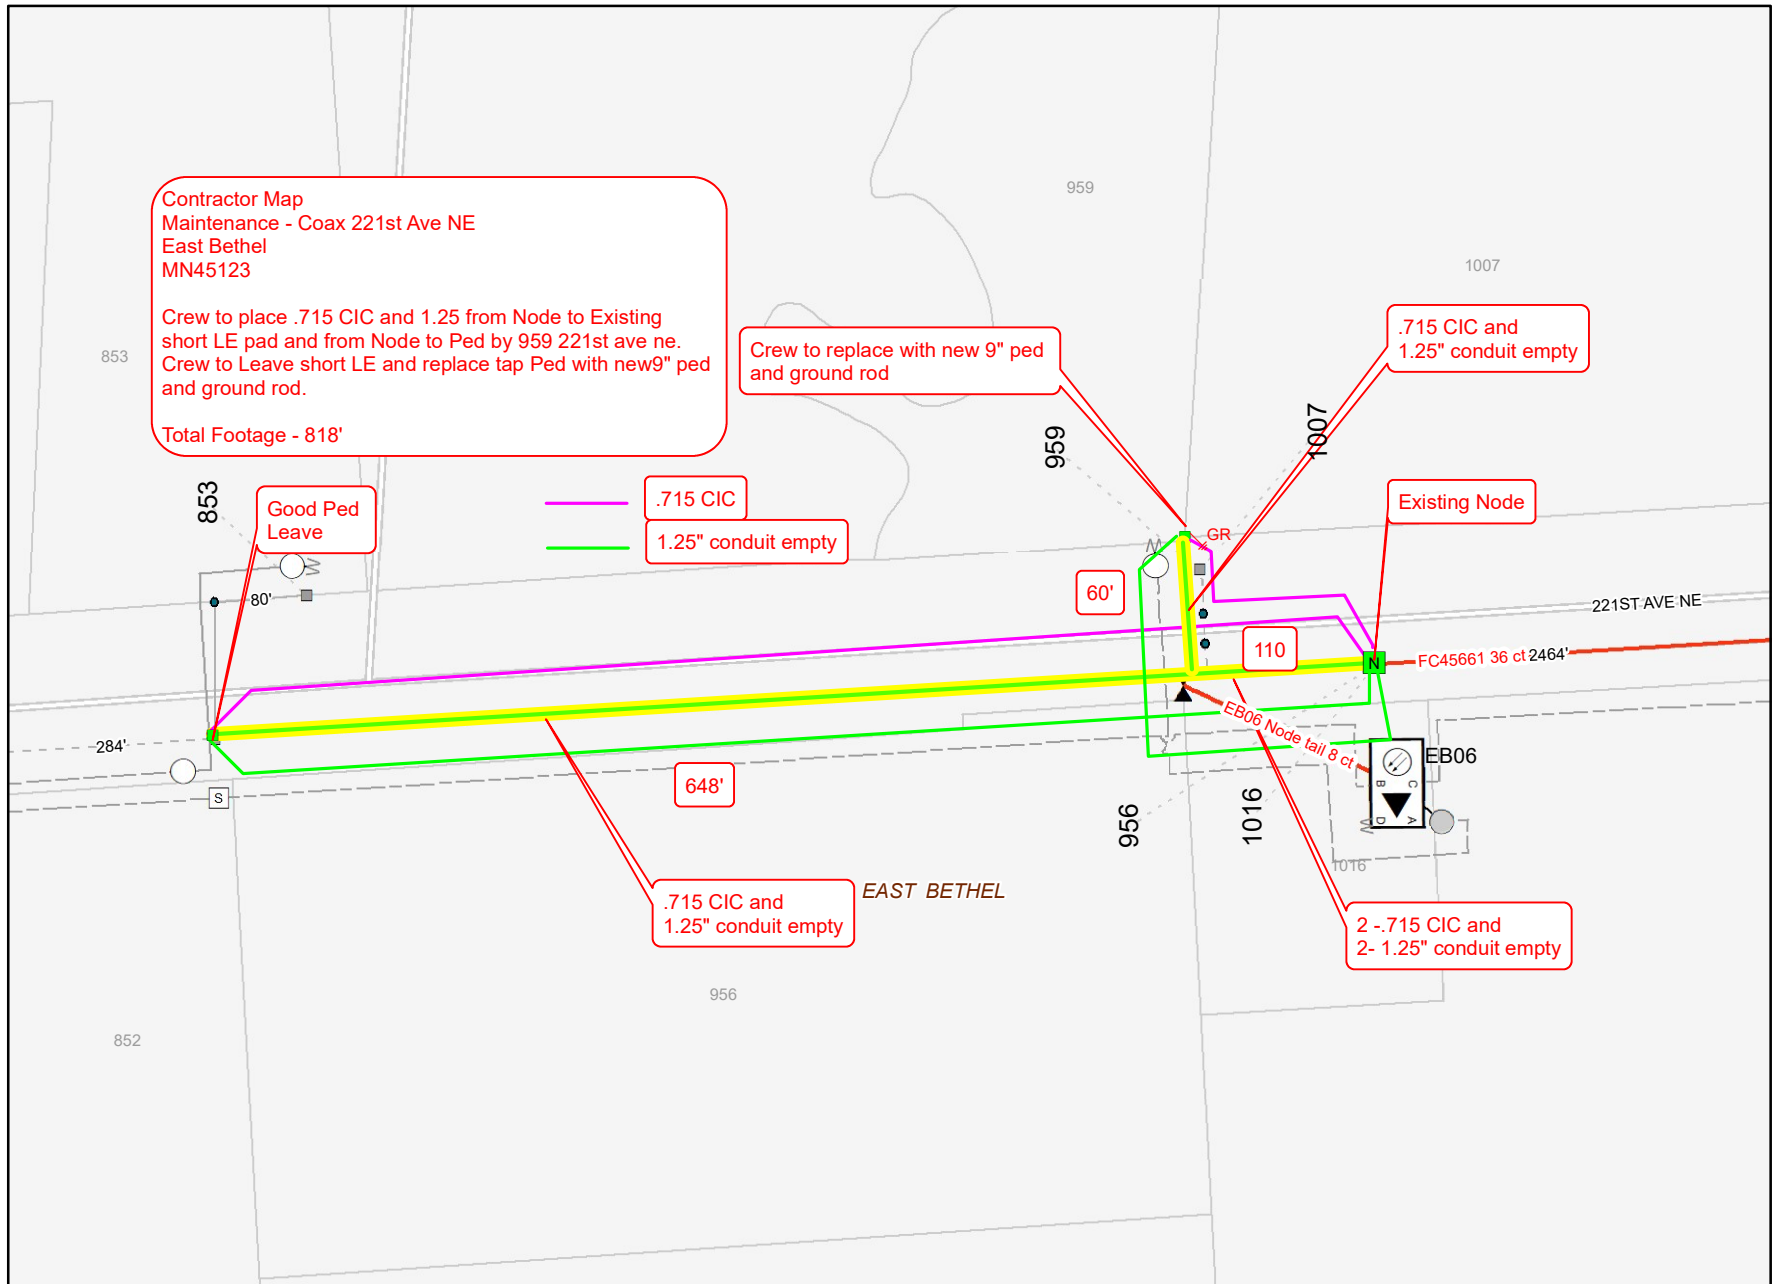 Contractor Map
Maintenance - Coax 221st Ave NE
East Bethel
MN45123
Crew to place .715 CIC and 1.25 from Node to Existing
short LE pad and from Node to Ped by 959 221st ave ne.
Crew to Leave short LE and replace tap Ped with new9" ped
and ground rod.
Total Footage - 818'
959
1007
853
Crew to replace with new 9" ped
and ground rod
.715 CIC and
1.25" conduit empty
959
1007
853
Good Ped
Leave
.715 CIC
1.25" conduit empty
Existing Node
GR
W
W
80'
60'
110
221ST AVE NE
N
FC45661 36 ct
2464'
284'
EB06 Node tail 8 ct
EB06
648'
S
956
1016
C
B
A
D
W
1016
.715 CIC and
1.25" conduit empty
EAST BETHEL
2 -.715 CIC and
2- 1.25" conduit empty
956
852